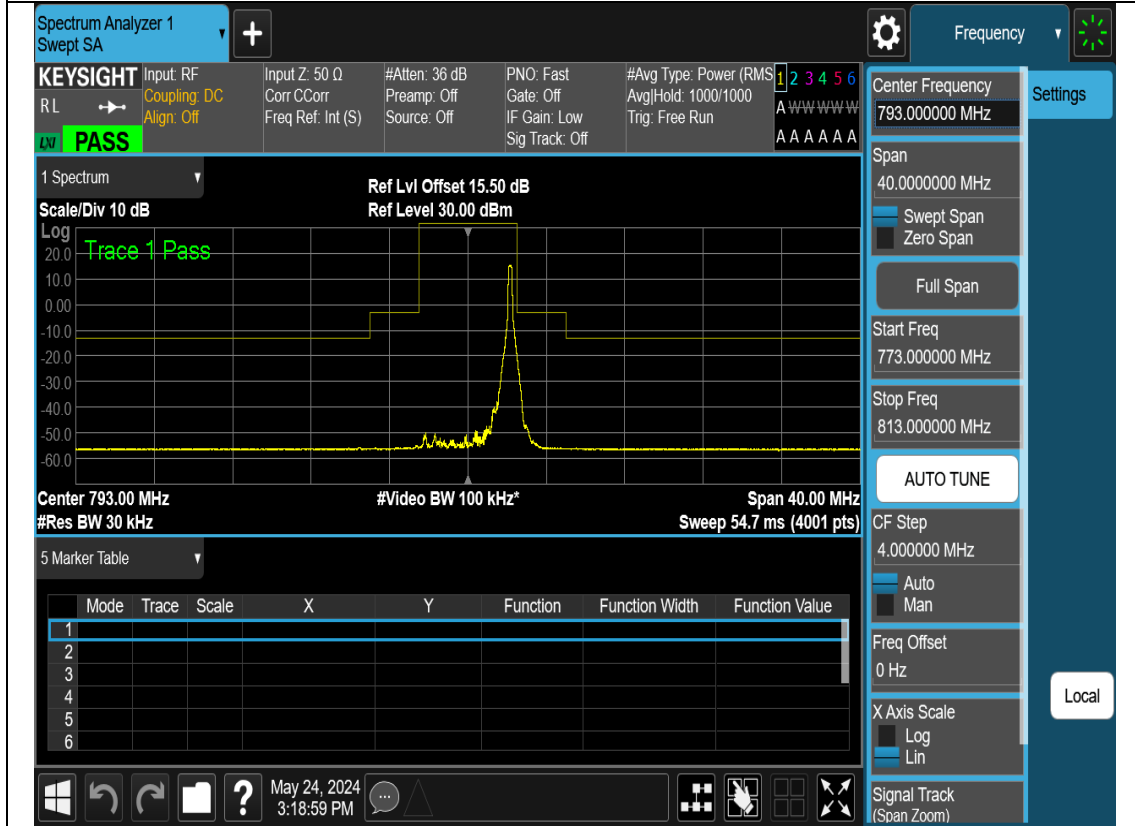 Spectrum Analyzer 1
Swept SA
+
Frequency
KEYSIGHT
R L
LXI
PASS
Input: RF
Coupling: DC
Align: Off
Input Z: 50 Ω
Corr CCorr
Freq Ref: Int (S)
#Atten: 36 dB
Preamp: Off
Source: Off
PNO: Fast
Gate: Off
IF Gain: Low
Sig Track: Off
#Avg Type: Power (RMS
Avg|Hold: 1000/1000
Trig: Free Run
1 2 3 4 5 6
A W W W W W
A A A A A A
1 Spectrum
Scale/Div 10 dB
Ref Lvl Offset 15.50 dB
Ref Level 30.00 dBm
Log
Trace 1 Pass
20.0
10.0
0.00
-10.0
-20.0
-30.0
-40.0
-50.0
-60.0
Center 793.00 MHz
#Video BW 100 kHz*
Span 40.00 MHz
#Res BW 30 kHz
Sweep 54.7 ms (4001 pts)
5 Marker Table
Mode Trace Scale X Y Function Function Width Function Value
1
2
3
4
5
6
May 24, 2024
3:18:59 PM
?
Settings
Center Frequency
793.000000 MHz
Span
40.0000000 MHz
Swept Span
Zero Span
Full Span
Start Freq
773.000000 MHz
Stop Freq
813.000000 MHz
AUTO TUNE
CF Step
4.000000 MHz
Auto
Man
Freq Offset
0 Hz
X Axis Scale
Log
Lin
Signal Track
(Span Zoom)
Local